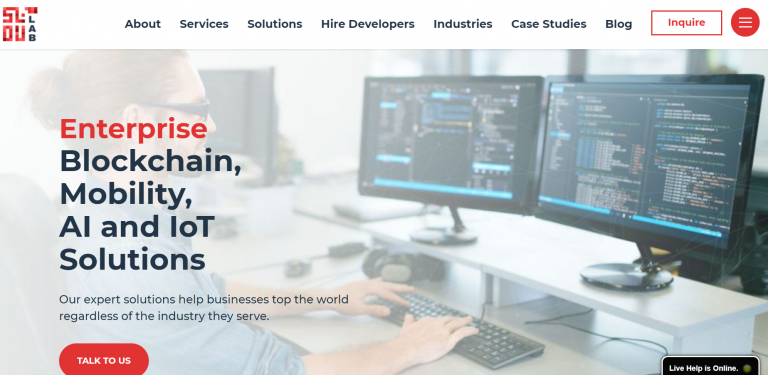 About Services Solutions Hire Developers Industries Case Studies Blog Inquire
LAB
Enterprise
Blockchain,
Mobility,
AI and IoT
Solutions
Our expert solutions help businesses top the world
regardless of the industry they serve.
TALK TO US
Live Help is Online.